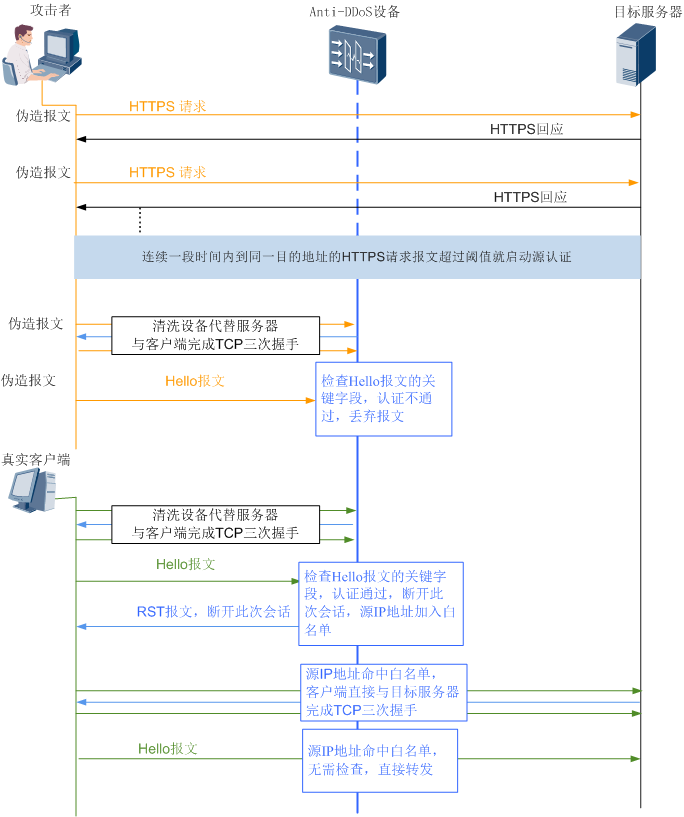 攻击者
Anti-DDoS设备
目标服务器
伪造报文
HTTPS 请求
HTTPS回应
伪造报文
HTTPS 请求
HTTPS回应
连续一段时间内到同一目的地址的HTTPS请求报文超过阈值就启动源认证
伪造报文
清洗设备代替服务器
与客户端完成TCP三次握手
伪造报文
Hello报文
检查Hello报文的关
键字段，认证不通
过，丢弃报文
真实客户端
清洗设备代替服务器
与客户端完成TCP三次握手
Hello报文
检查Hello报文的关键字
段，认证通过，断开此
次会话，源IP地址加入白
名单
RST报文，断开此次会话
源IP地址命中白名单，
客户端直接与目标服务器
完成TCP三次握手
Hello报文
源IP地址命中白名单，
无需检查，直接转发